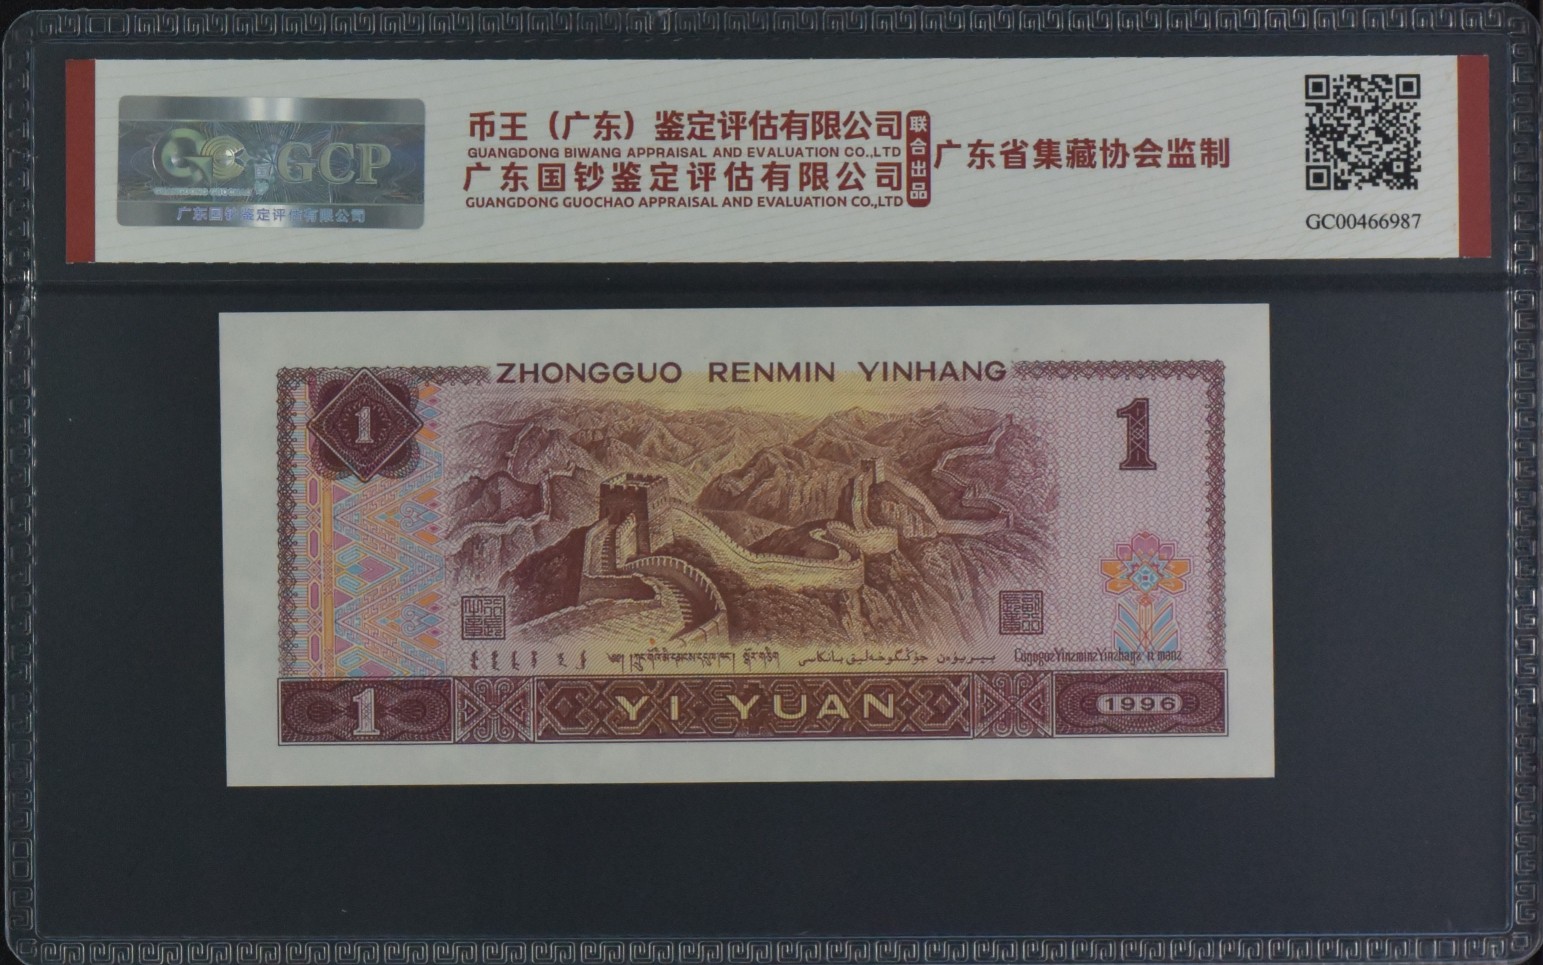 GCP
广东国钞鉴定评估有限公司
币王（广东）鉴定评估有限公司
GUANGDONG BIWANG APPRAISAL AND EVALUATION CO.,LTD
广东国钞鉴定评估有限公司
GUANGDONG GUOCHAO APPRAISAL AND EVALUATION CO.,LTD
联合出品
广东省集藏协会监制
GC00466987
ZHONGGUO RENMIN YINHANG
1
1
1
YI YUAN
1996